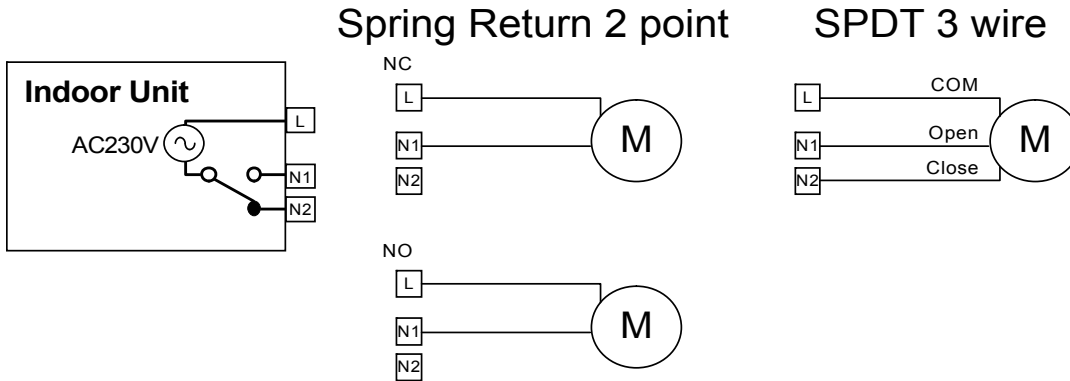 Spring Return 2 point
SPDT 3 wire
Indoor Unit
AC230V
L
N1
N2
NC
L
N1
N2
M
COM
Open
Close
L
N1
N2
M
NO
L
N1
N2
M